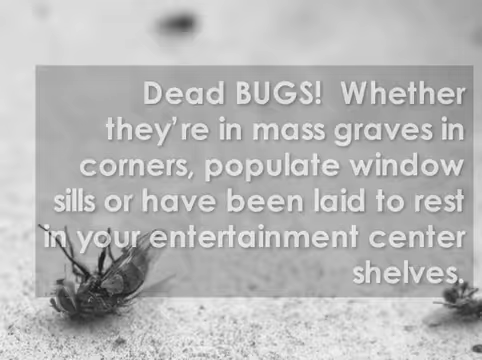 Dead BUGS!  Whether
they're in mass graves in
corners, populate window
sills or have been laid to rest
in your entertainment center
shelves.